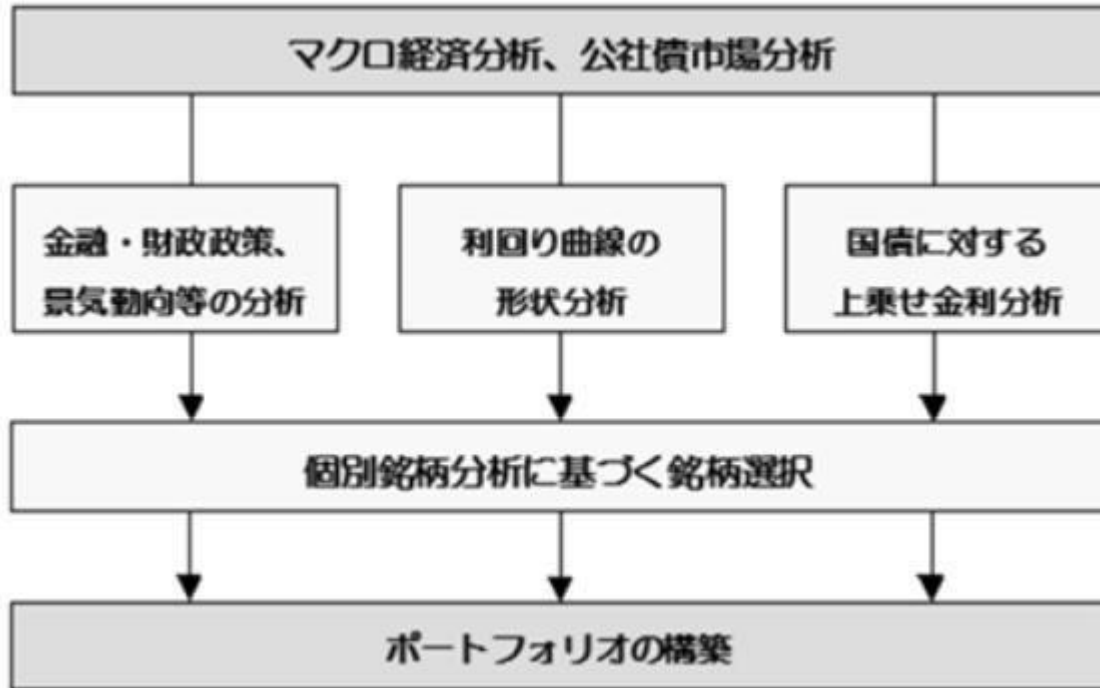 マクロ経済分析、公社債市場分析
金融・財政政策、
景気動向等の分析
利回り曲線の
形状分析
国債に対する
上乗せ金利分析
個別銘柄分析に基づく銘柄選択
ポートフォリオの構築